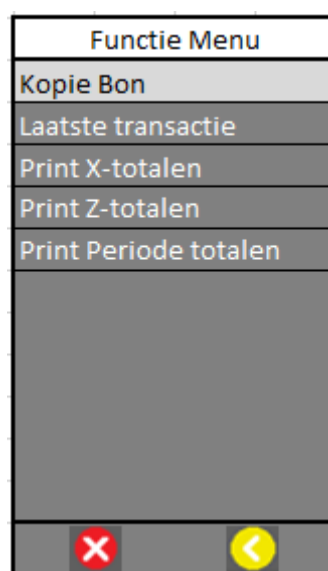 Functie Menu
Kopie Bon
Laatste transactie
Print X-totalen
Print Z-totalen
Print Periode totalen